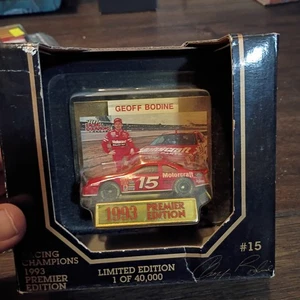 GEOFF BODINE
Motorcraft
15
1993 PREMIER
EDITION
RACING
CHAMPIONS
1993
PREMIER
EDITION
LIMITED EDITION
1 OF 40,000
#15